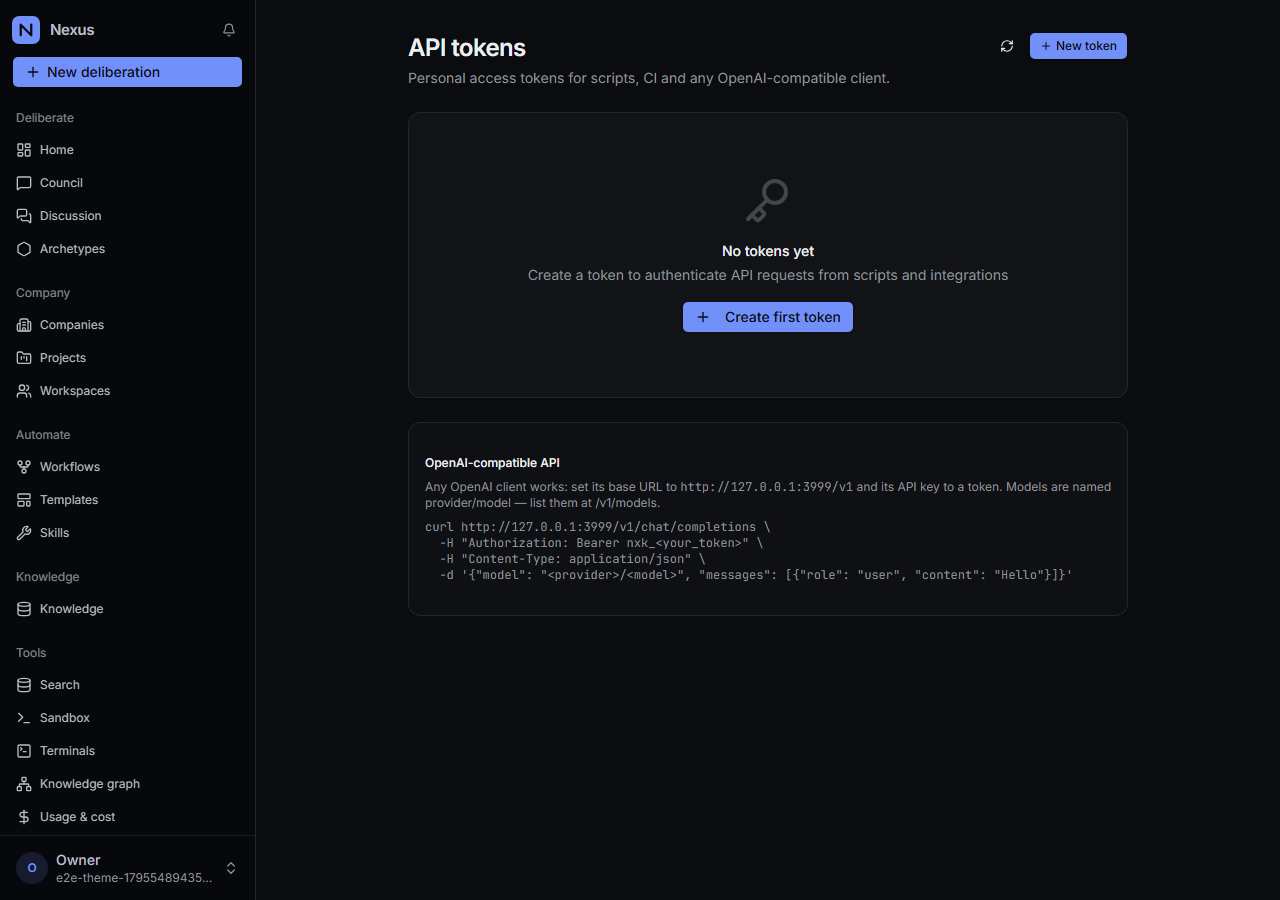 N Nexus
New deliberation
Deliberate
Home
Council
Discussion
Archetypes
Company
Companies
Projects
Workspaces
Automate
Workflows
Templates
Skills
Knowledge
Knowledge
Tools
Search
Sandbox
Terminals
Knowledge graph
Usage & cost
O
Owner
e2e-theme-17955489435...
API tokens
New token
Personal access tokens for scripts, CI and any OpenAI-compatible client.
No tokens yet
Create a token to authenticate API requests from scripts and integrations
Create first token
OpenAI-compatible API
Any OpenAI client works: set its base URL to http://127.0.0.1:3999/v1 and its API key to a token. Models are named
provider/model — list them at /v1/models.
curl http://127.0.0.1:3999/v1/chat/completions \
  -H "Authorization: Bearer nxk_<your_token>" \
  -H "Content-Type: application/json" \
  -d '{"model": "<provider>/<model>", "messages": [{"role": "user", "content": "Hello"}]}'